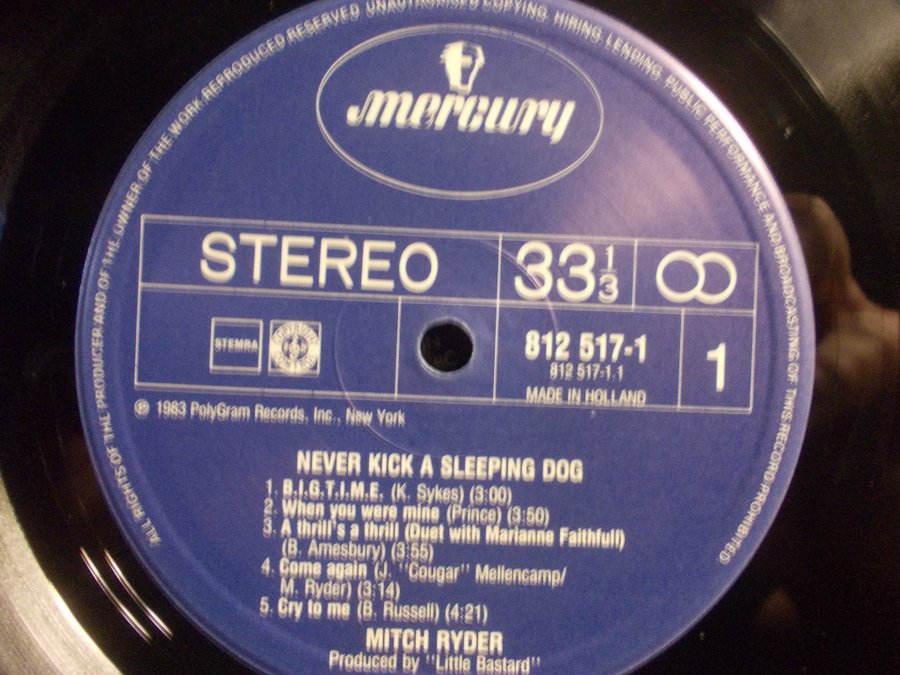 ALL RIGHTS OF THE PRODUCER AND OF THE OWNER OF THE WORK REPRODUCED RESERVED. UNAUTHORISED COPYING, HIRING, LENDING, PUBLIC PERFORMANCE AND BROADCASTING OF THIS RECORD PROHIBITED
mercury
STEREO 33 1/3
STEMRA
812 517-1
812 517-1.1
MADE IN HOLLAND
1
℗ 1983 PolyGram Records, Inc., New York
NEVER KICK A SLEEPING DOG
1. B.I.G.T.I.M.E. (K. Sykes) (3:00)
2. When you were mine (Prince) (3:50)
3. A thrill's a thrill (Duet with Marianne Faithfull)
(B. Amesbury) (3:55)
4. Come again (J. "Cougar" Mellencamp/
M. Ryder) (3:14)
5. Cry to me (B. Russell) (4:21)
MITCH RYDER
Produced by "Little Bastard"